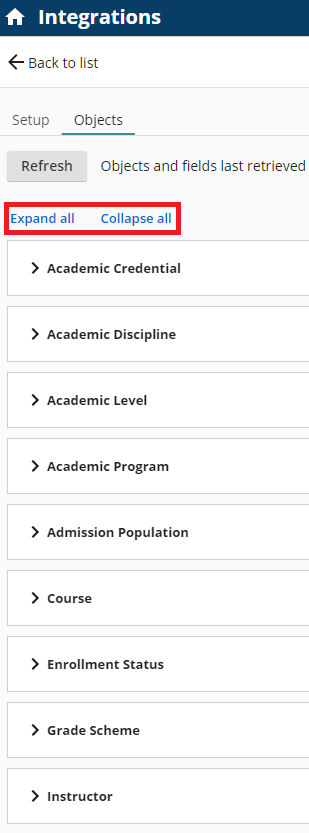 Integrations
Back to list
Setup Objects
Refresh Objects and fields last retrieved
Expand all Collapse all
Academic Credential
Academic Discipline
Academic Level
Academic Program
Admission Population
Course
Enrollment Status
Grade Scheme
Instructor